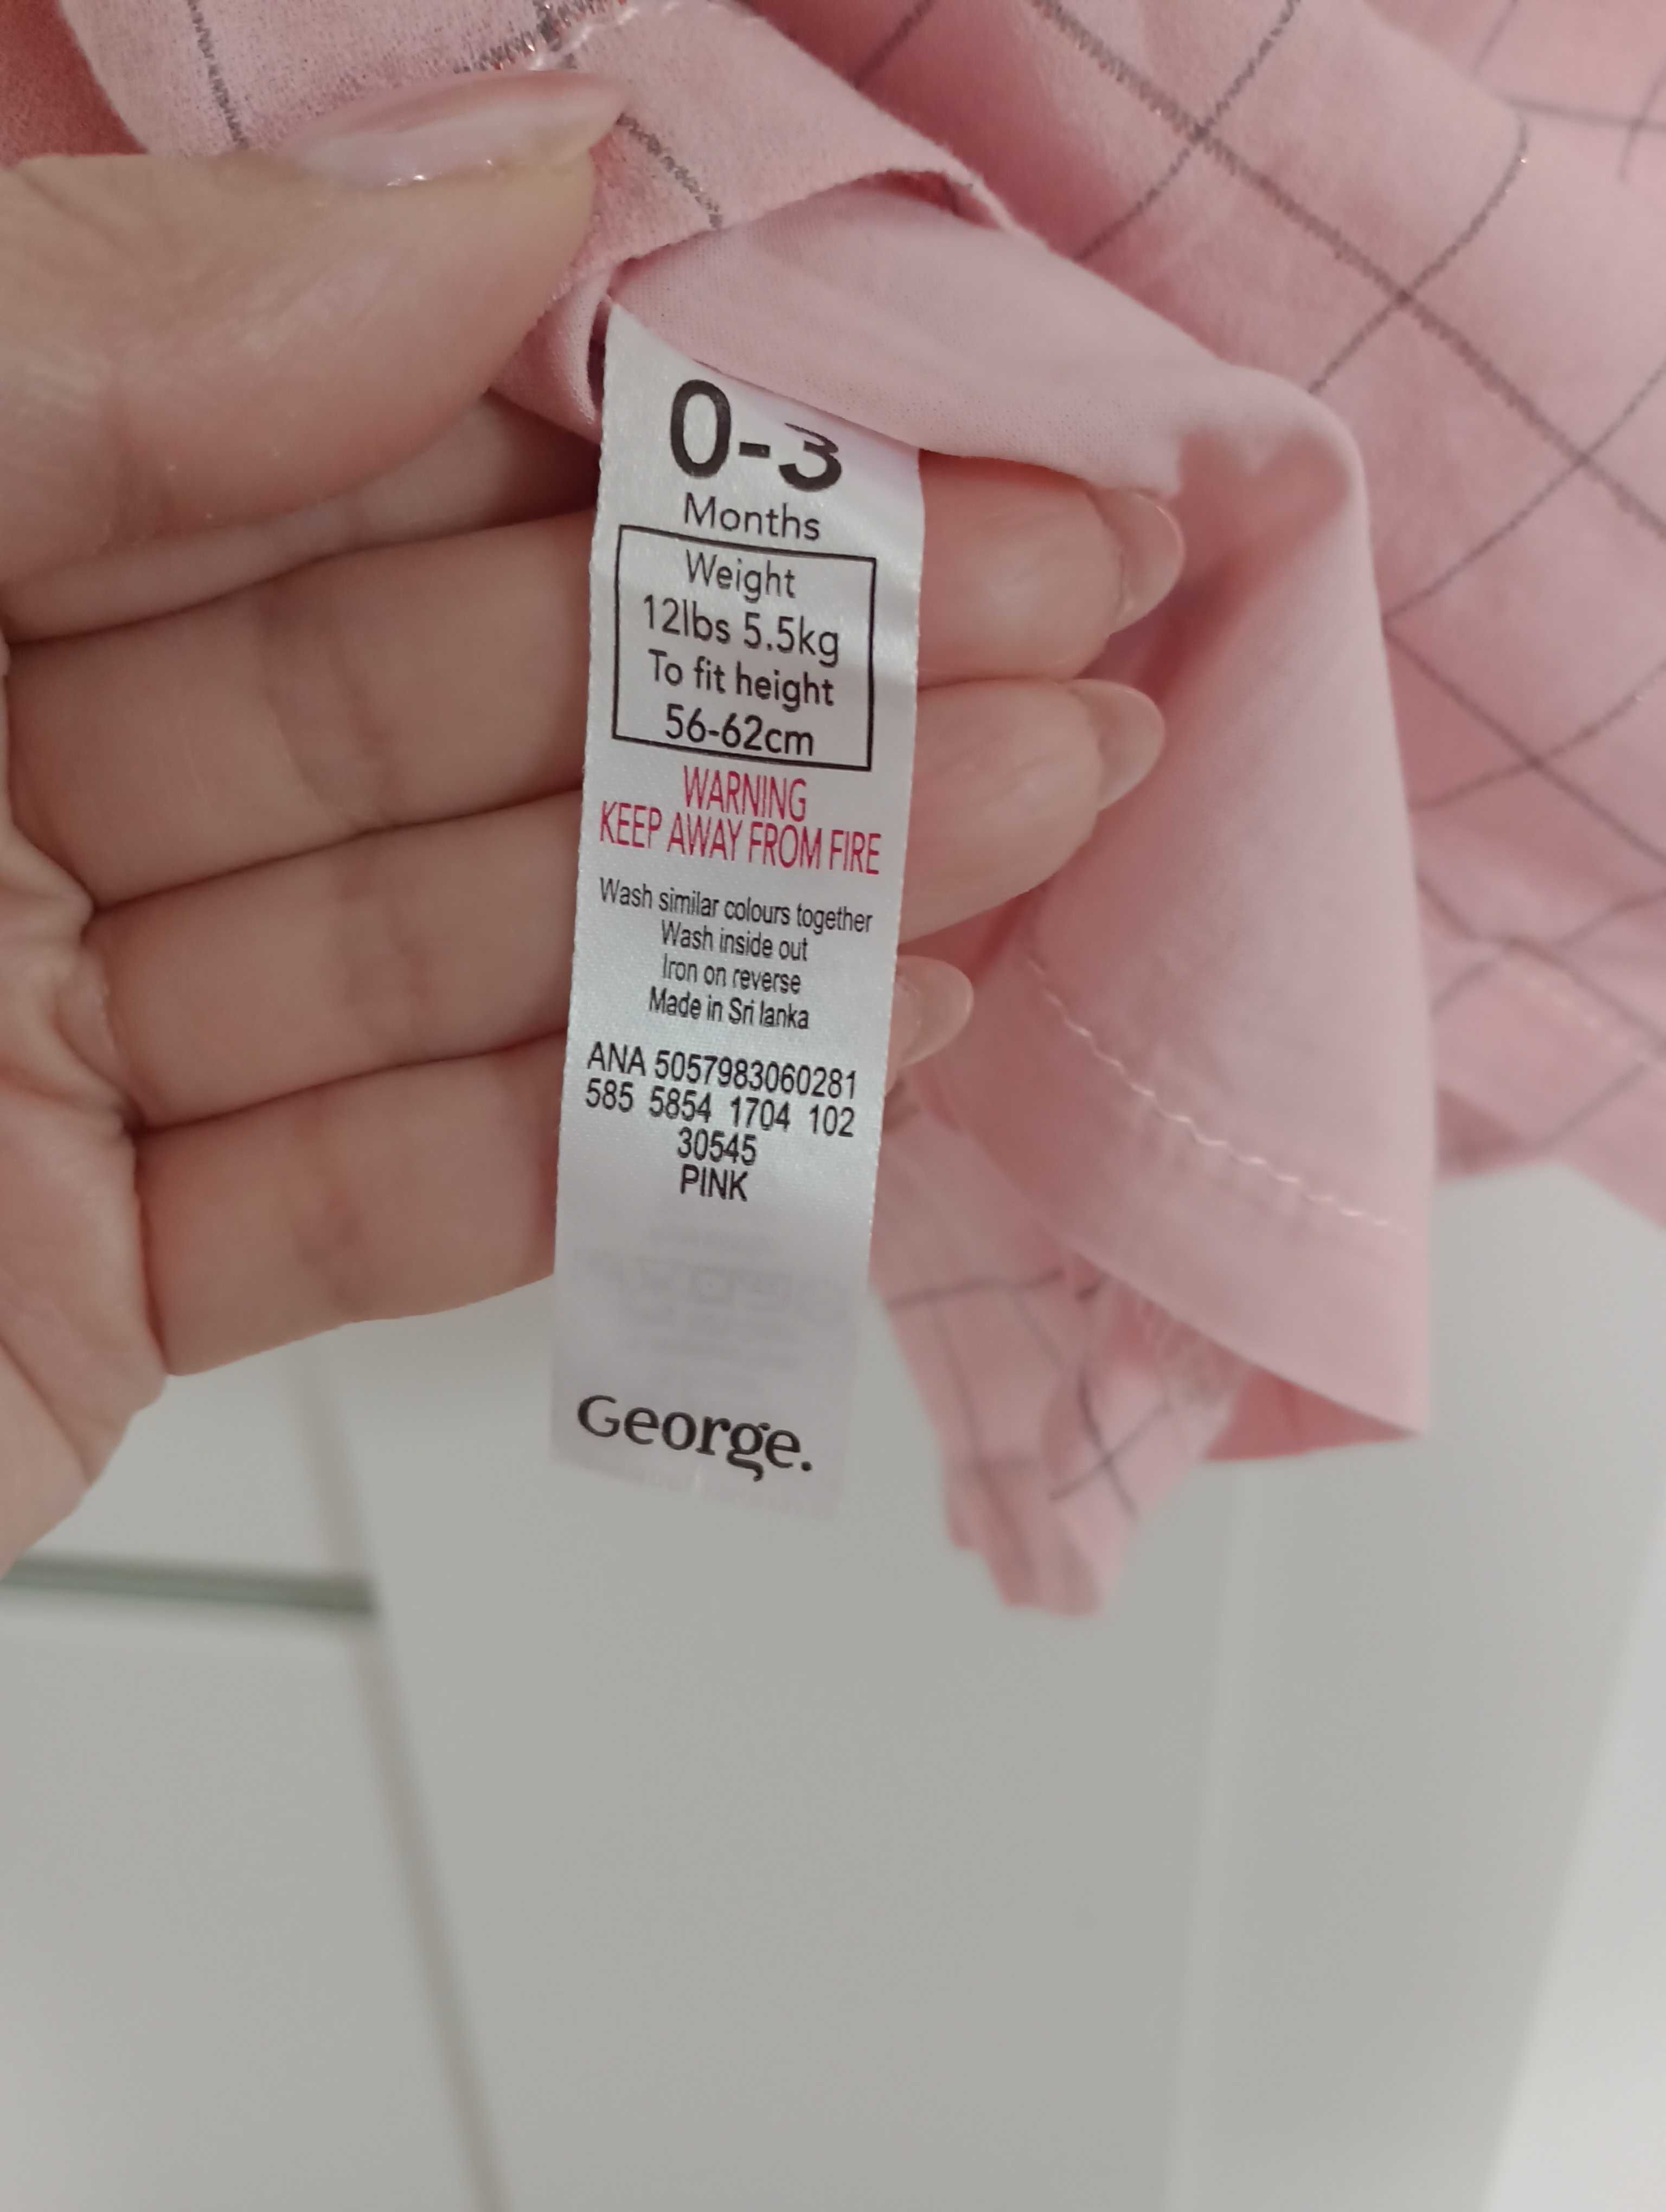 0-3
Months
Weight
12lbs 5.5kg
To fit height
56-62cm
WARNING
KEEP AWAY FROM FIRE
Wash similar colours together
Wash inside out
Iron on reverse
Made in Sri lanka
ANA 5057983060281
585 5854 1704 102
30545
PINK
George.